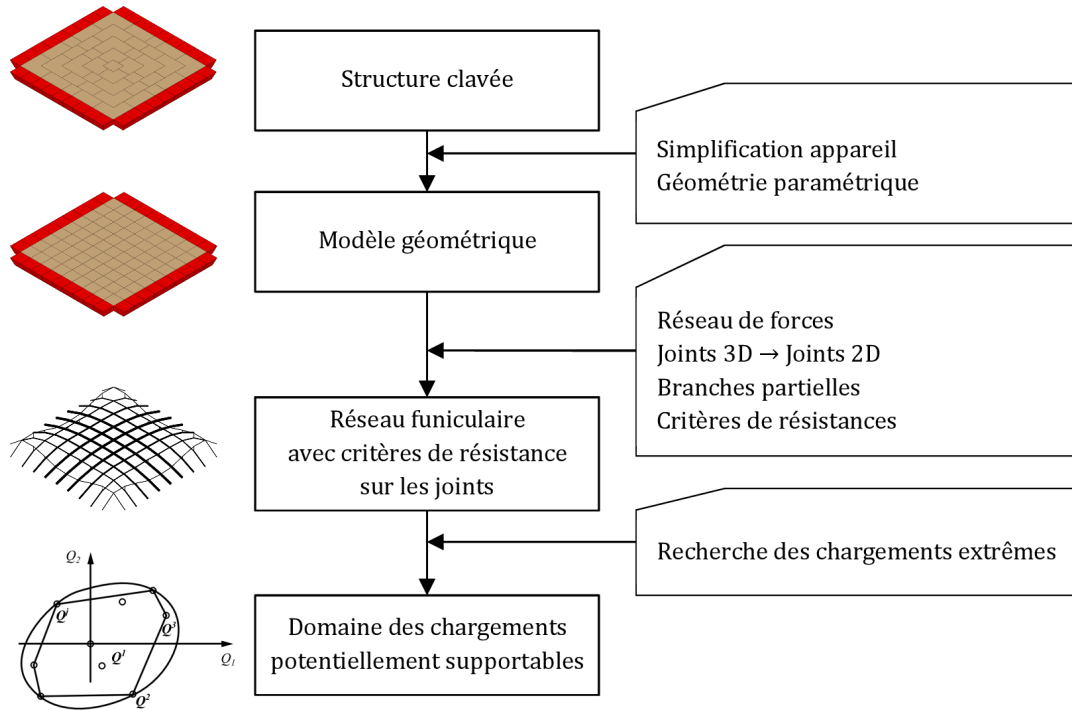 Structure clavée
Simplification appareil
Géométrie paramétrique
Modèle géométrique
Réseau de forces
Joints 3D → Joints 2D
Branches partielles
Critères de résistances
Réseau funiculaire
avec critères de résistance
sur les joints
Recherche des chargements extrêmes
Domaine des chargements
potentiellement supportables
Q2
Qj
Q3
Q1
Q1
Q2